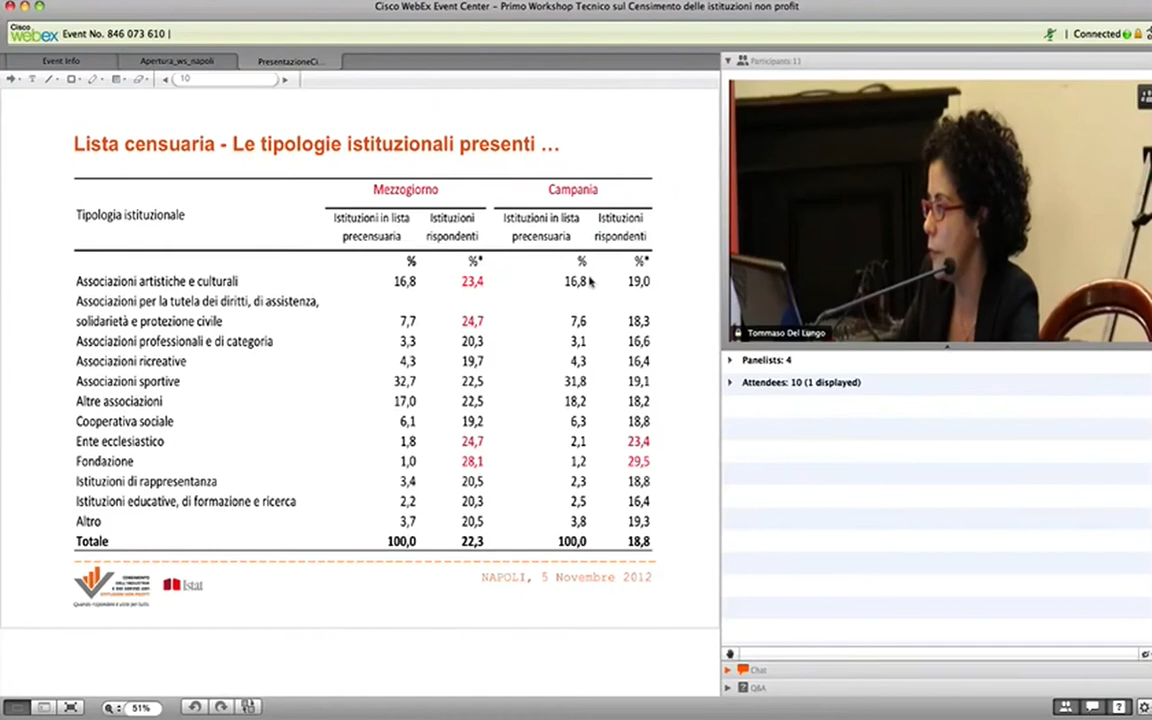 Cisco WebEx Event Center - Primo Workshop Tecnico sul Censimento delle istituzioni non profit
Cisco
webex Event No. 846 073 610 |
| Connected
Event Info
Apertura_ws_napoli
PresentazioneCi...
10
Lista censuaria - Le tipologie istituzionali presenti ...
Mezzogiorno Campania
Tipologia istituzionale
Istituzioni in lista precensuaria
Istituzioni rispondenti
Istituzioni in lista precensuaria
Istituzioni rispondenti
% %* % %*
Associazioni artistiche e culturali 16,8 23,4 16,8 19,0
Associazioni per la tutela dei diritti, di assistenza,
solidarietà e protezione civile 7,7 24,7 7,6 18,3
Associazioni professionali e di categoria 3,3 20,3 3,1 16,6
Associazioni ricreative 4,3 19,7 4,3 16,4
Associazioni sportive 32,7 22,5 31,8 19,1
Altre associazioni 17,0 22,5 18,2 18,2
Cooperativa sociale 6,1 19,2 6,3 18,8
Ente ecclesiastico 1,8 24,7 2,1 23,4
Fondazione 1,0 28,1 1,2 29,5
Istituzioni di rappresentanza 3,4 20,5 2,3 18,8
Istituzioni educative, di formazione e ricerca 2,2 20,3 2,5 16,4
Altro 3,7 20,5 3,8 19,3
Totale 100,0 22,3 100,0 18,8
Istat
NAPOLI, 5 Novembre 2012
51%
Participants:11
Tommaso Del Lungo
Panelists: 4
Attendees: 10 (1 displayed)
Chat
Q&A